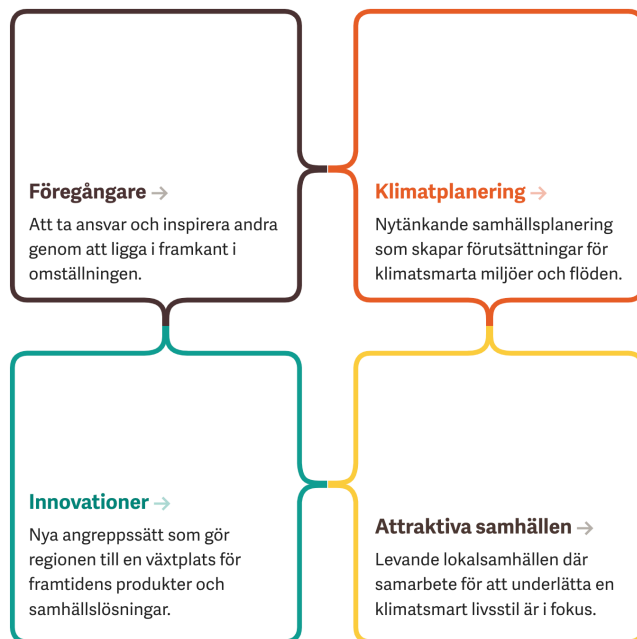 Föregångare →
Att ta ansvar och inspirera andra
genom att ligga i framkant i
omställningen.
Klimatplanering →
Nytänkande samhällsplanering
som skapar förutsättningar för
klimatsmarta miljöer och flöden.
Innovationer →
Nya angreppssätt som gör
regionen till en växtplats för
framtidens produkter och
samhällslösningar.
Attraktiva samhällen →
Levande lokalsamhällen där
samarbete för att underlätta en
klimatsmart livsstil är i fokus.